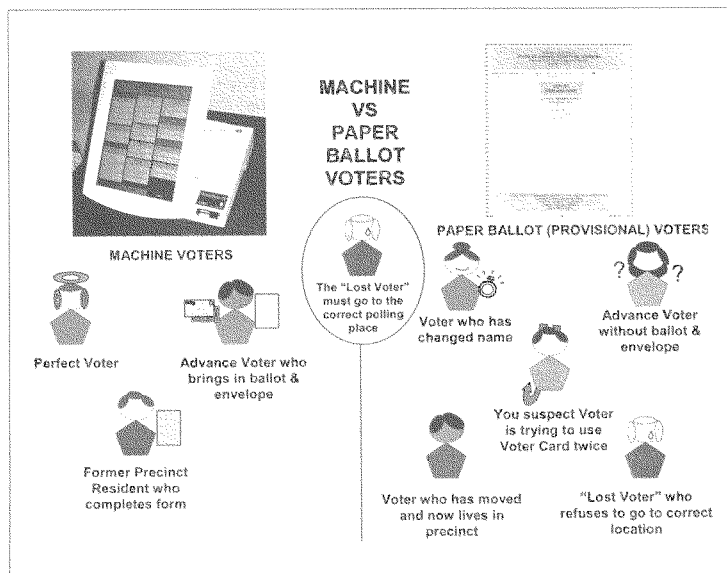 MACHINE
VS
PAPER
BALLOT
VOTERS
MACHINE VOTERS
Perfect Voter
Advance Voter who
brings in ballot &
envelope
Former Precinct
Resident who
completes form
The "Lost Voter"
must go to the
correct polling
place
PAPER BALLOT (PROVISIONAL) VOTERS
Voter who has
changed name
? ?
Advance Voter
without ballot &
envelope
You suspect Voter
is trying to use
Voter Card twice
Voter who has moved
and now lives in
precinct
"Lost Voter" who
refuses to go to correct
location